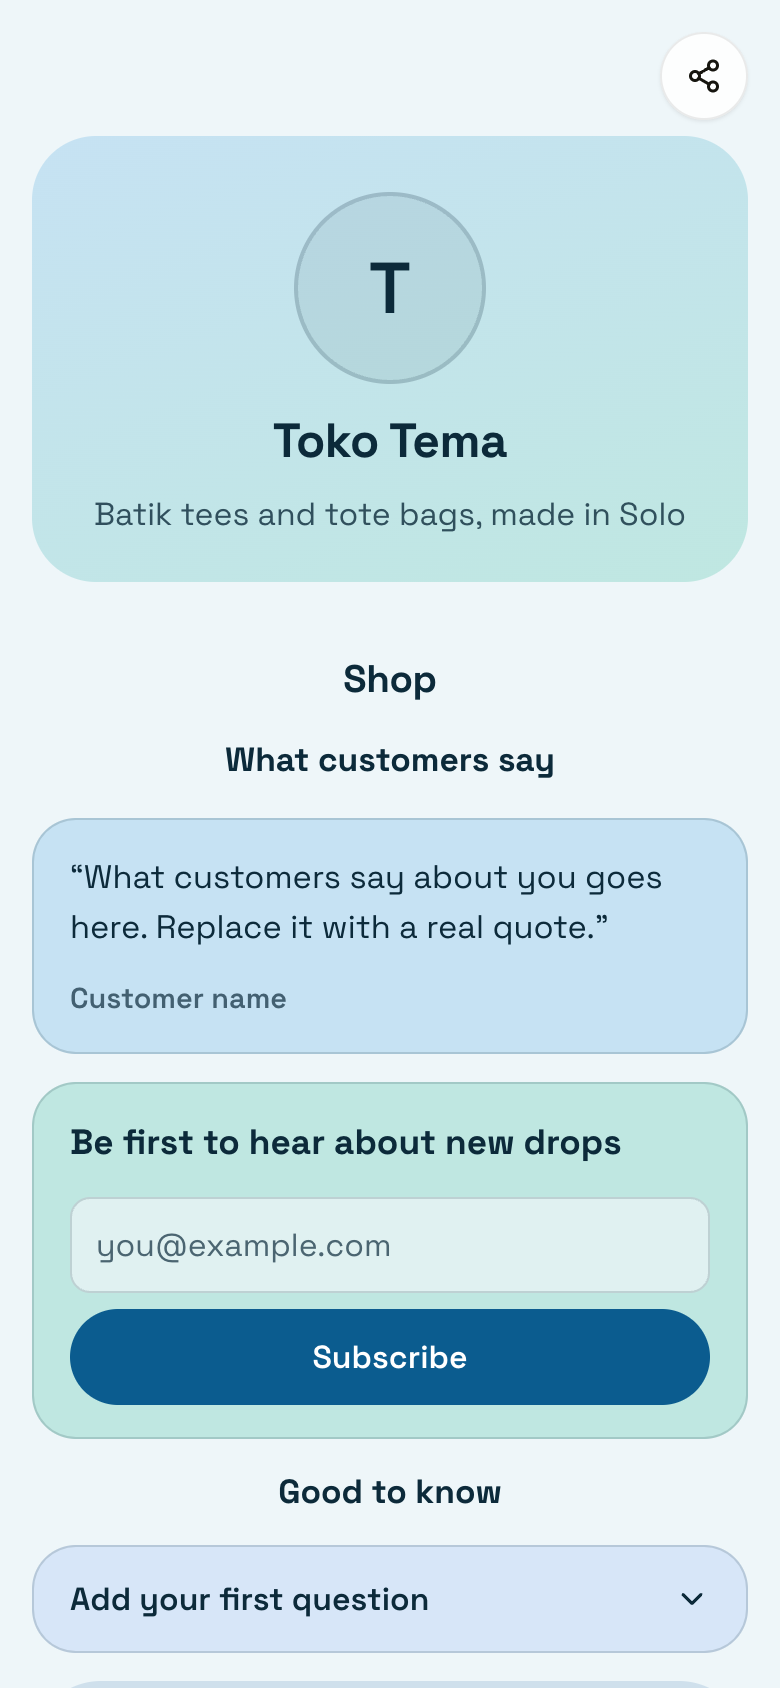 T
Toko Tema
Batik tees and tote bags, made in Solo
Shop
What customers say
“What customers say about you goes
here. Replace it with a real quote.”
Customer name
Be first to hear about new drops
you@example.com
Subscribe
Good to know
Add your first question